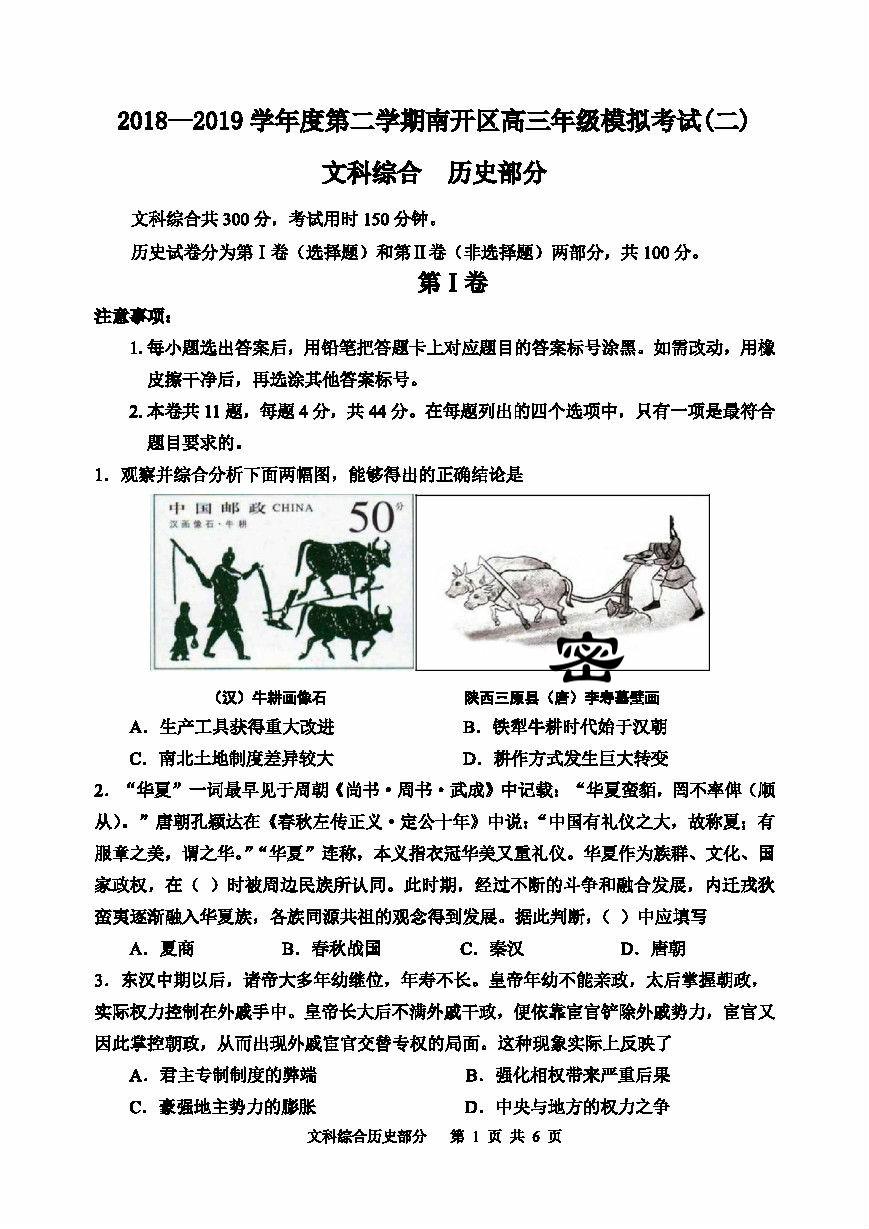 2018—2019 学年度第二学期南开区高三年级模拟考试(二)
文科综合　历史部分
文科综合共 300 分，考试用时 150 分钟。
历史试卷分为第Ⅰ卷（选择题）和第Ⅱ卷（非选择题）两部分，共 100 分。
第Ⅰ卷
注意事项：
1. 每小题选出答案后，用铅笔把答题卡上对应题目的答案标号涂黑。如需改动，用橡
皮擦干净后，再选涂其他答案标号。
2. 本卷共 11 题，每题 4 分，共 44 分。在每题列出的四个选项中，只有一项是最符合
题目要求的。
1．观察并综合分析下面两幅图，能够得出的正确结论是
中国邮政 CHINA 50分
汉画像石·牛耕
密
（汉）牛耕画像石　陕西三原县（唐）李寿墓壁画
A．生产工具获得重大改进　B．铁犁牛耕时代始于汉朝
C．南北土地制度差异较大　D．耕作方式发生巨大转变
2．“华夏”一词最早见于周朝《尚书·周书·武成》中记载：“华夏蛮貊，罔不率俾（顺
从）。”唐朝孔颖达在《春秋左传正义·定公十年》中说：“中国有礼仪之大，故称夏；有
服章之美，谓之华。”“华夏”连称，本义指衣冠华美又重礼仪。华夏作为族群、文化、国
家政权，在（ ）时被周边民族所认同。此时期，经过不断的斗争和融合发展，内迁戎狄
蛮夷逐渐融入华夏族，各族同源共祖的观念得到发展。据此判断，（ ）中应填写
A．夏商　B．春秋战国　C．秦汉　D．唐朝
3．东汉中期以后，诸帝大多年幼继位，年寿不长。皇帝年幼不能亲政，太后掌握朝政，
实际权力控制在外戚手中。皇帝长大后不满外戚干政，便依靠宦官铲除外戚势力，宦官又
因此掌控朝政，从而出现外戚宦官交替专权的局面。这种现象实际上反映了
A．君主专制制度的弊端　B．强化相权带来严重后果
C．豪强地主势力的膨胀　D．中央与地方的权力之争
文科综合历史部分　第 1 页 共 6 页